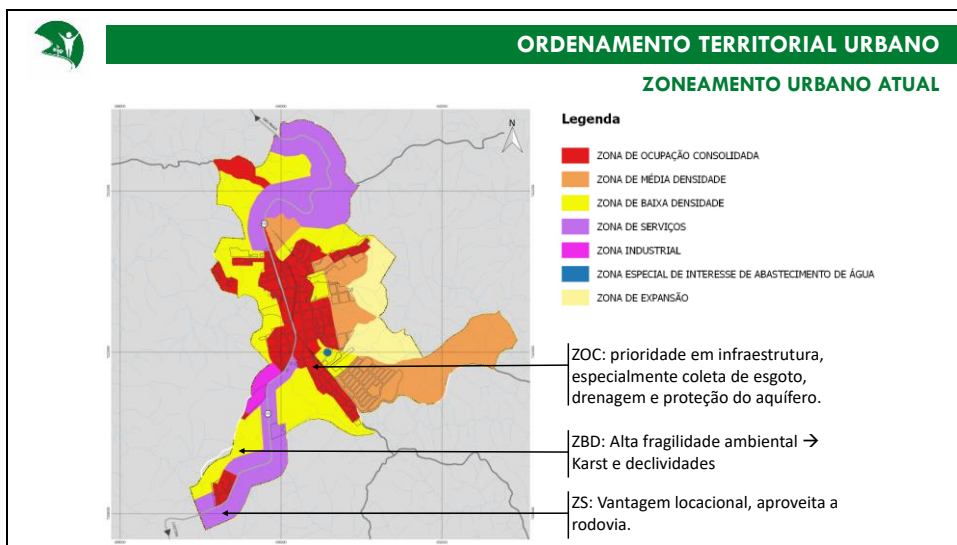 ORDENAMENTO TERRITORIAL URBANO
ZONEAMENTO URBANO ATUAL
N
Legenda
ZONA DE OCUPAÇÃO CONSOLIDADA
ZONA DE MÉDIA DENSIDADE
ZONA DE BAIXA DENSIDADE
ZONA DE SERVIÇOS
ZONA INDUSTRIAL
ZONA ESPECIAL DE INTERESSE DE ABASTECIMENTO DE ÁGUA
ZONA DE EXPANSÃO
ZOC: prioridade em infraestrutura,
especialmente coleta de esgoto,
drenagem e proteção do aquífero.
ZBD: Alta fragilidade ambiental →
Karst e declividades
ZS: Vantagem locacional, aproveita a
rodovia.